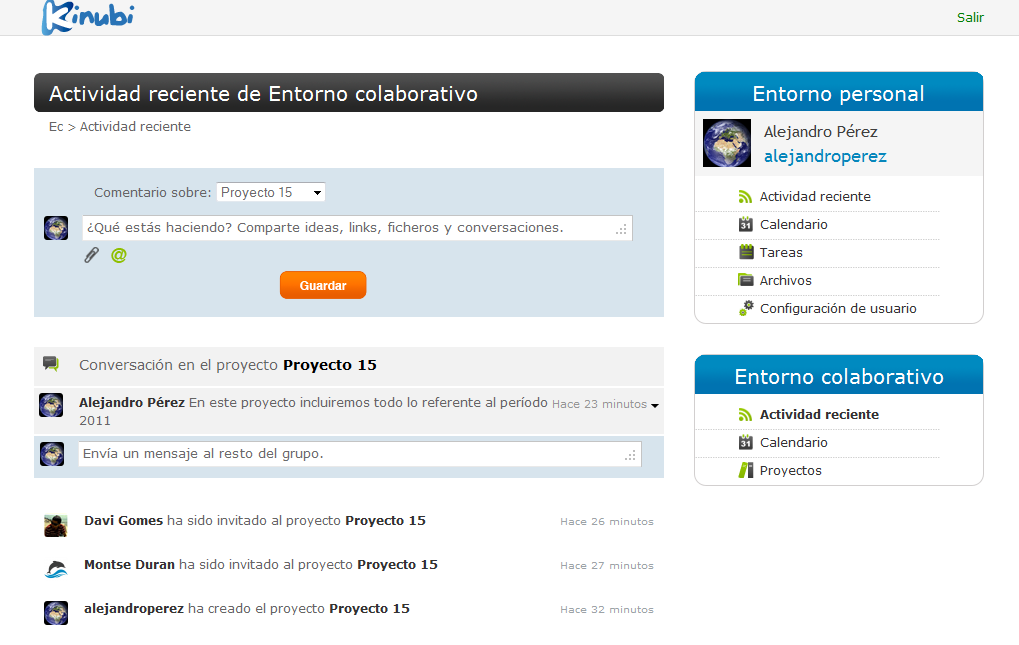 Kinubi
Salir
Actividad reciente de Entorno colaborativo
Ec > Actividad reciente
Comentario sobre: Proyecto 15
¿Qué estás haciendo? Comparte ideas, links, ficheros y conversaciones.
@
Guardar
Conversación en el proyecto Proyecto 15
Alejandro Pérez En este proyecto incluiremos todo lo referente al período Hace 23 minutos
2011
Envía un mensaje al resto del grupo.
Davi Gomes ha sido invitado al proyecto Proyecto 15 Hace 26 minutos
Montse Duran ha sido invitado al proyecto Proyecto 15 Hace 27 minutos
alejandroperez ha creado el proyecto Proyecto 15 Hace 32 minutos
Entorno personal
Alejandro Pérez
alejandroperez
Actividad reciente
31 Calendario
Tareas
Archivos
Configuración de usuario
Entorno colaborativo
Actividad reciente
31 Calendario
Proyectos